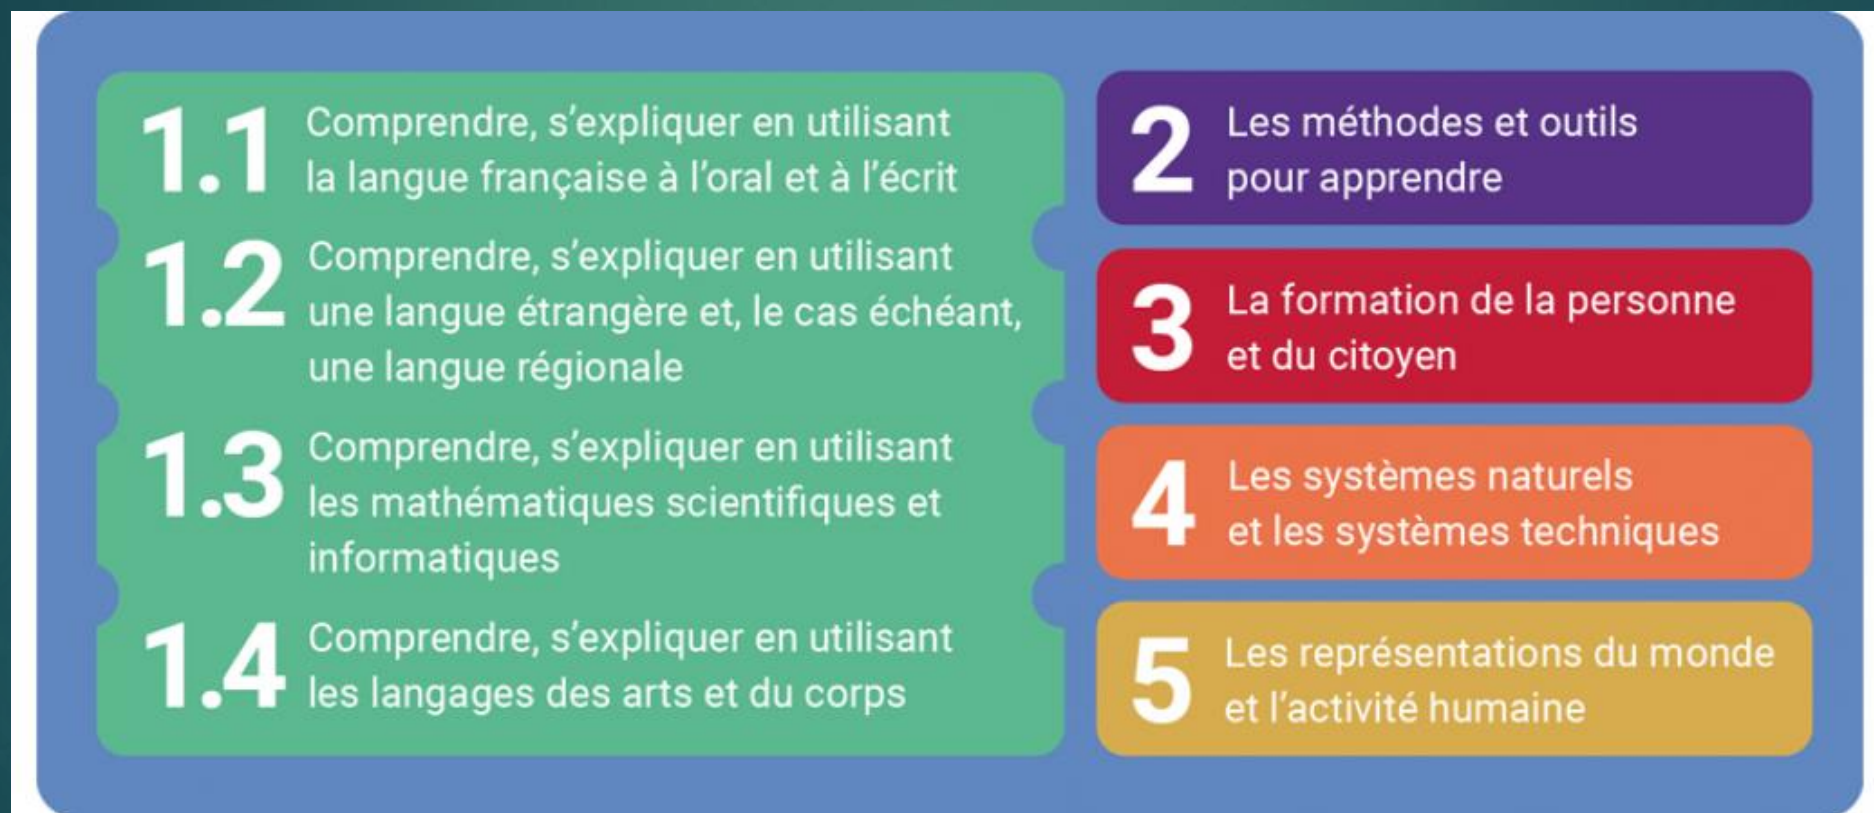 1.1 Comprendre, s’expliquer en utilisant
la langue française à l’oral et à l’écrit
1.2 Comprendre, s’expliquer en utilisant
une langue étrangère et, le cas échéant,
une langue régionale
1.3 Comprendre, s’expliquer en utilisant
les mathématiques scientifiques et
informatiques
1.4 Comprendre, s’expliquer en utilisant
les langages des arts et du corps
2 Les méthodes et outils
pour apprendre
3 La formation de la personne
et du citoyen
4 Les systèmes naturels
et les systèmes techniques
5 Les représentations du monde
et l’activité humaine